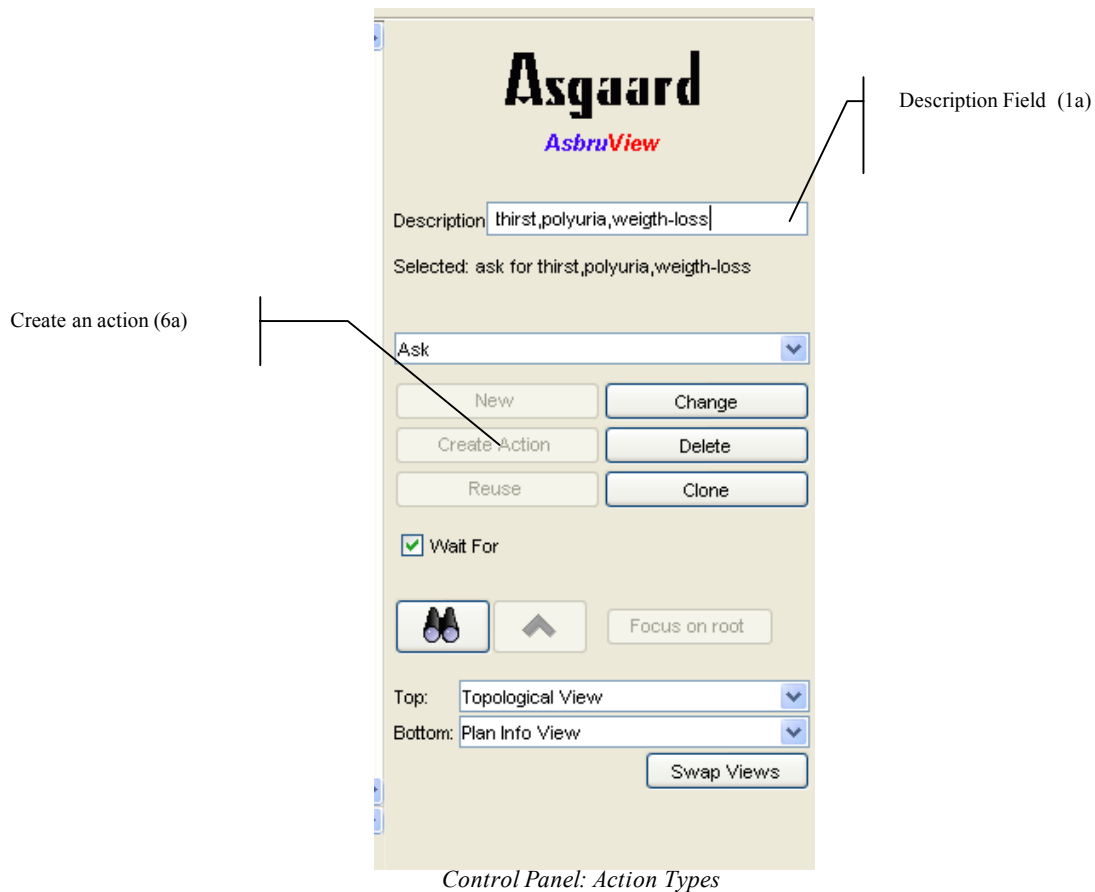 Asgaard
AsbruView
Description Field (1a)
Description thirst,polyuria,weigth-loss
Selected: ask for thirst,polyuria,weigth-loss
Create an action (6a)
Ask
New Change
Create Action Delete
Reuse Clone
Wait For
Focus on root
Top: Topological View
Bottom: Plan Info View
Swap Views
Control Panel: Action Types